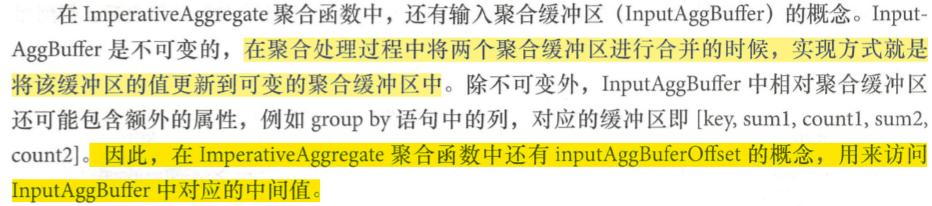 在 ImperativeAggregate 聚合函数中，还有输入聚合缓冲区（InputAggBuffer）的概念。Input-
AggBuffer 是不可变的，在聚合处理过程中将两个聚合缓冲区进行合并的时候，实现方式就是
将该缓冲区的值更新到可变的聚合缓冲区中。除不可变外，InputAggBuffer 中相对聚合缓冲区
还可能包含额外的属性，例如 group by 语句中的列，对应的缓冲区即 [key, sum1, count1, sum2,
count2]。因此，在 ImperativeAggregate 聚合函数中还有 inputAggBuferOffset 的概念，用来访问
InputAggBuffer 中对应的中间值。